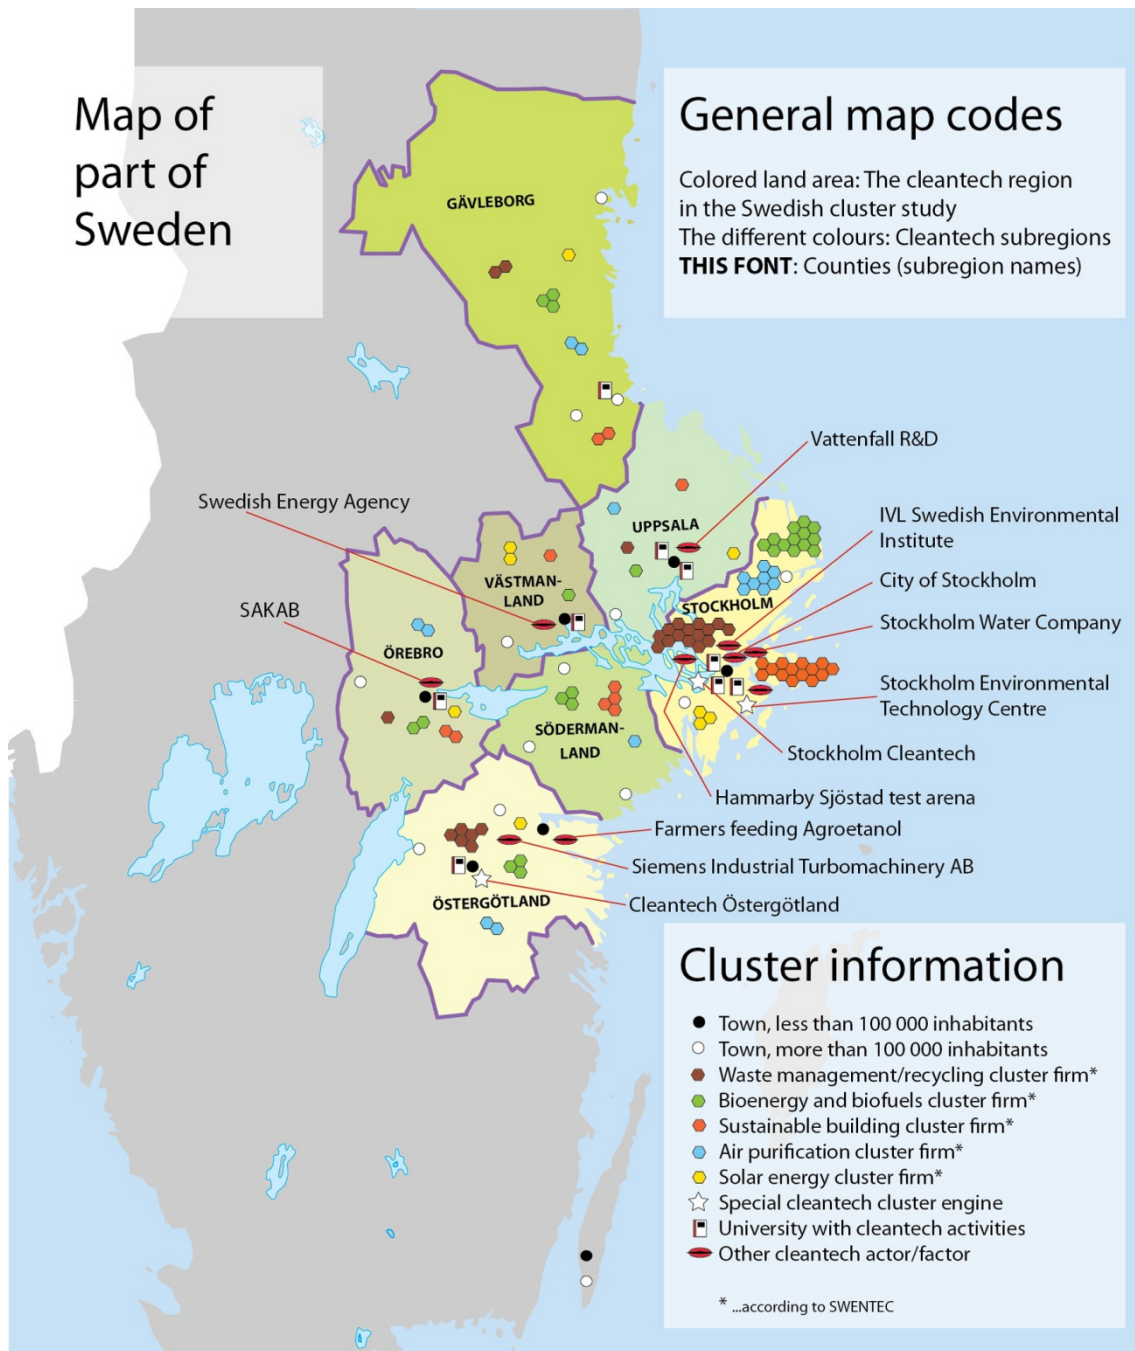 Map of
part of
Sweden
General map codes
Colored land area: The cleantech region
in the Swedish cluster study
The different colours: Cleantech subregions
THIS FONT: Counties (subregion names)
GÄVLEBORG
Vattenfall R&D
Swedish Energy Agency
UPPSALA
IVL Swedish Environmental
Institute
VÄSTMAN-
LAND
City of Stockholm
STOCKHOLM
SAKAB
Stockholm Water Company
ÖREBRO
Stockholm Environmental
Technology Centre
SÖDERMAN-
LAND
Stockholm Cleantech
Hammarby Sjöstad test arena
Farmers feeding Agroetanol
Siemens Industrial Turbomachinery AB
ÖSTERGÖTLAND
Cleantech Östergötland
Cluster information
Town, less than 100 000 inhabitants
Town, more than 100 000 inhabitants
Waste management/recycling cluster firm*
Bioenergy and biofuels cluster firm*
Sustainable building cluster firm*
Air purification cluster firm*
Solar energy cluster firm*
Special cleantech cluster engine
University with cleantech activities
Other cleantech actor/factor
* ...according to SWENTEC